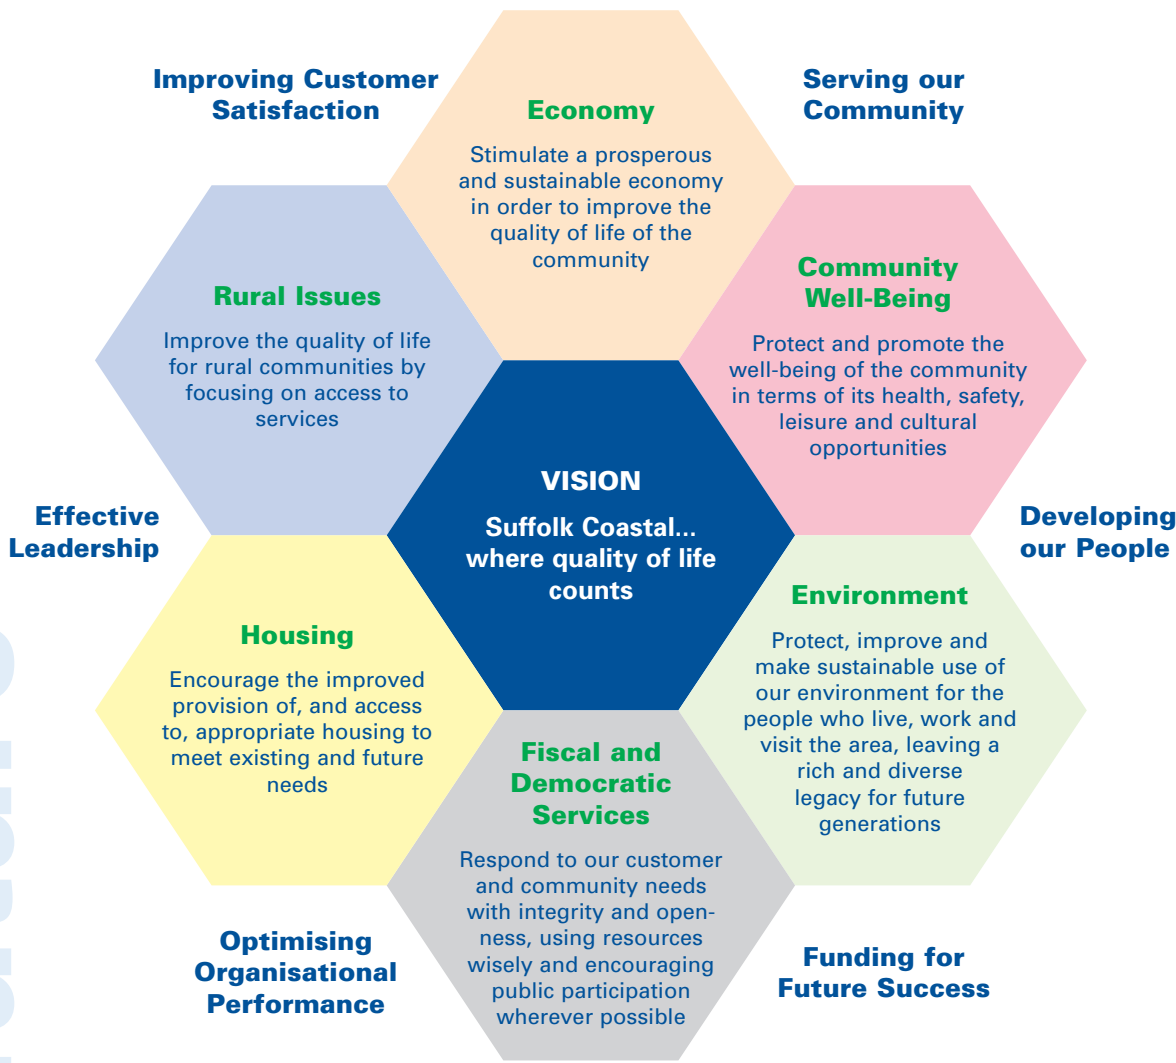 Improving Customer
Satisfaction
Serving our
Community
Economy
Stimulate a prosperous
and sustainable economy
in order to improve the
quality of life of the
community
Rural Issues
Improve the quality of life
for rural communities by
focusing on access to
services
Community
Well-Being
Protect and promote the
well-being of the community
in terms of its health, safety,
leisure and cultural
opportunities
VISION
Suffolk Coastal...
where quality of life
counts
Effective
Leadership
Developing
our People
Housing
Encourage the improved
provision of, and access
to, appropriate housing to
meet existing and future
needs
Environment
Protect, improve and
make sustainable use of
our environment for the
people who live, work and
visit the area, leaving a
rich and diverse
legacy for future
generations
Fiscal and
Democratic
Services
Respond to our customer
and community needs
with integrity and open-
ness, using resources
wisely and encouraging
public participation
wherever possible
Optimising
Organisational
Performance
Funding for
Future Success